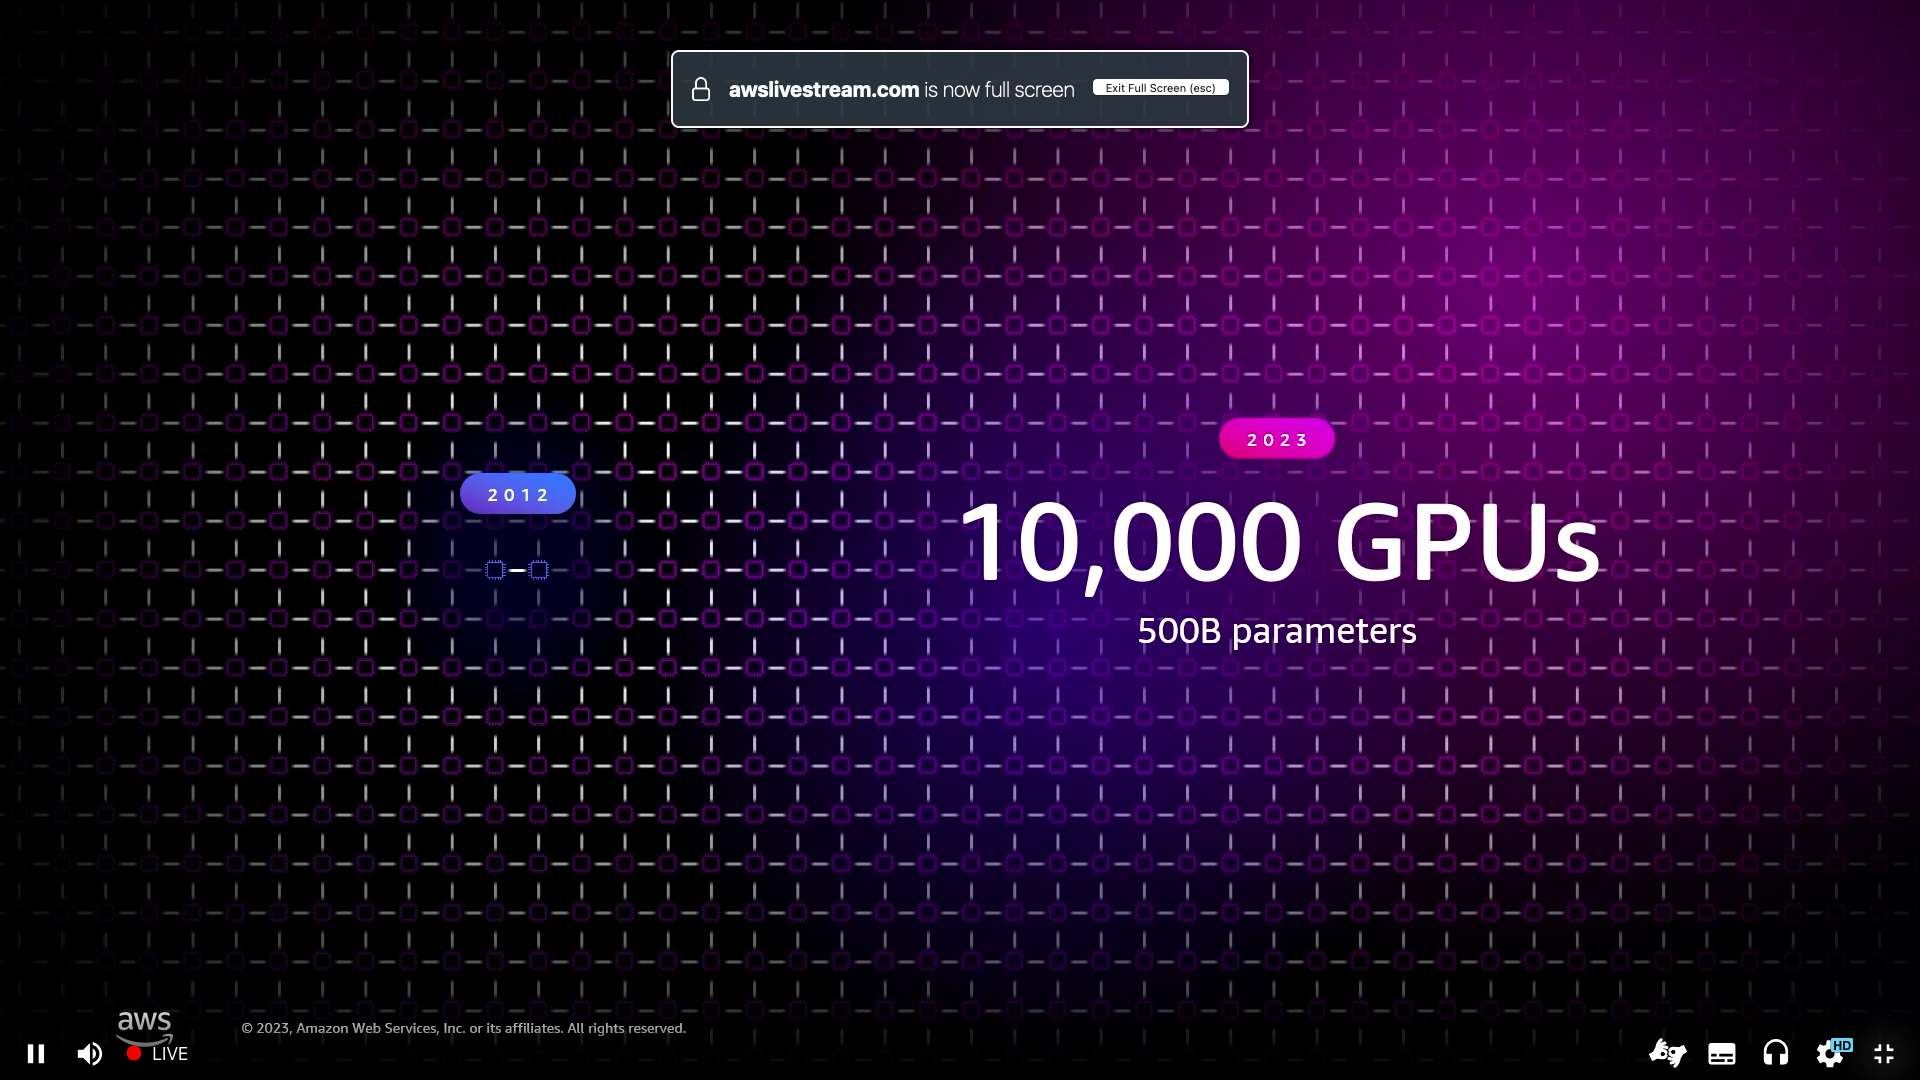 awslivestream.com is now full screen
Exit Full Screen (esc)
2023
2012
10,000 GPUs
500B parameters
aws
© 2023, Amazon Web Services, Inc. or its affiliates. All rights reserved.
LIVE
HD